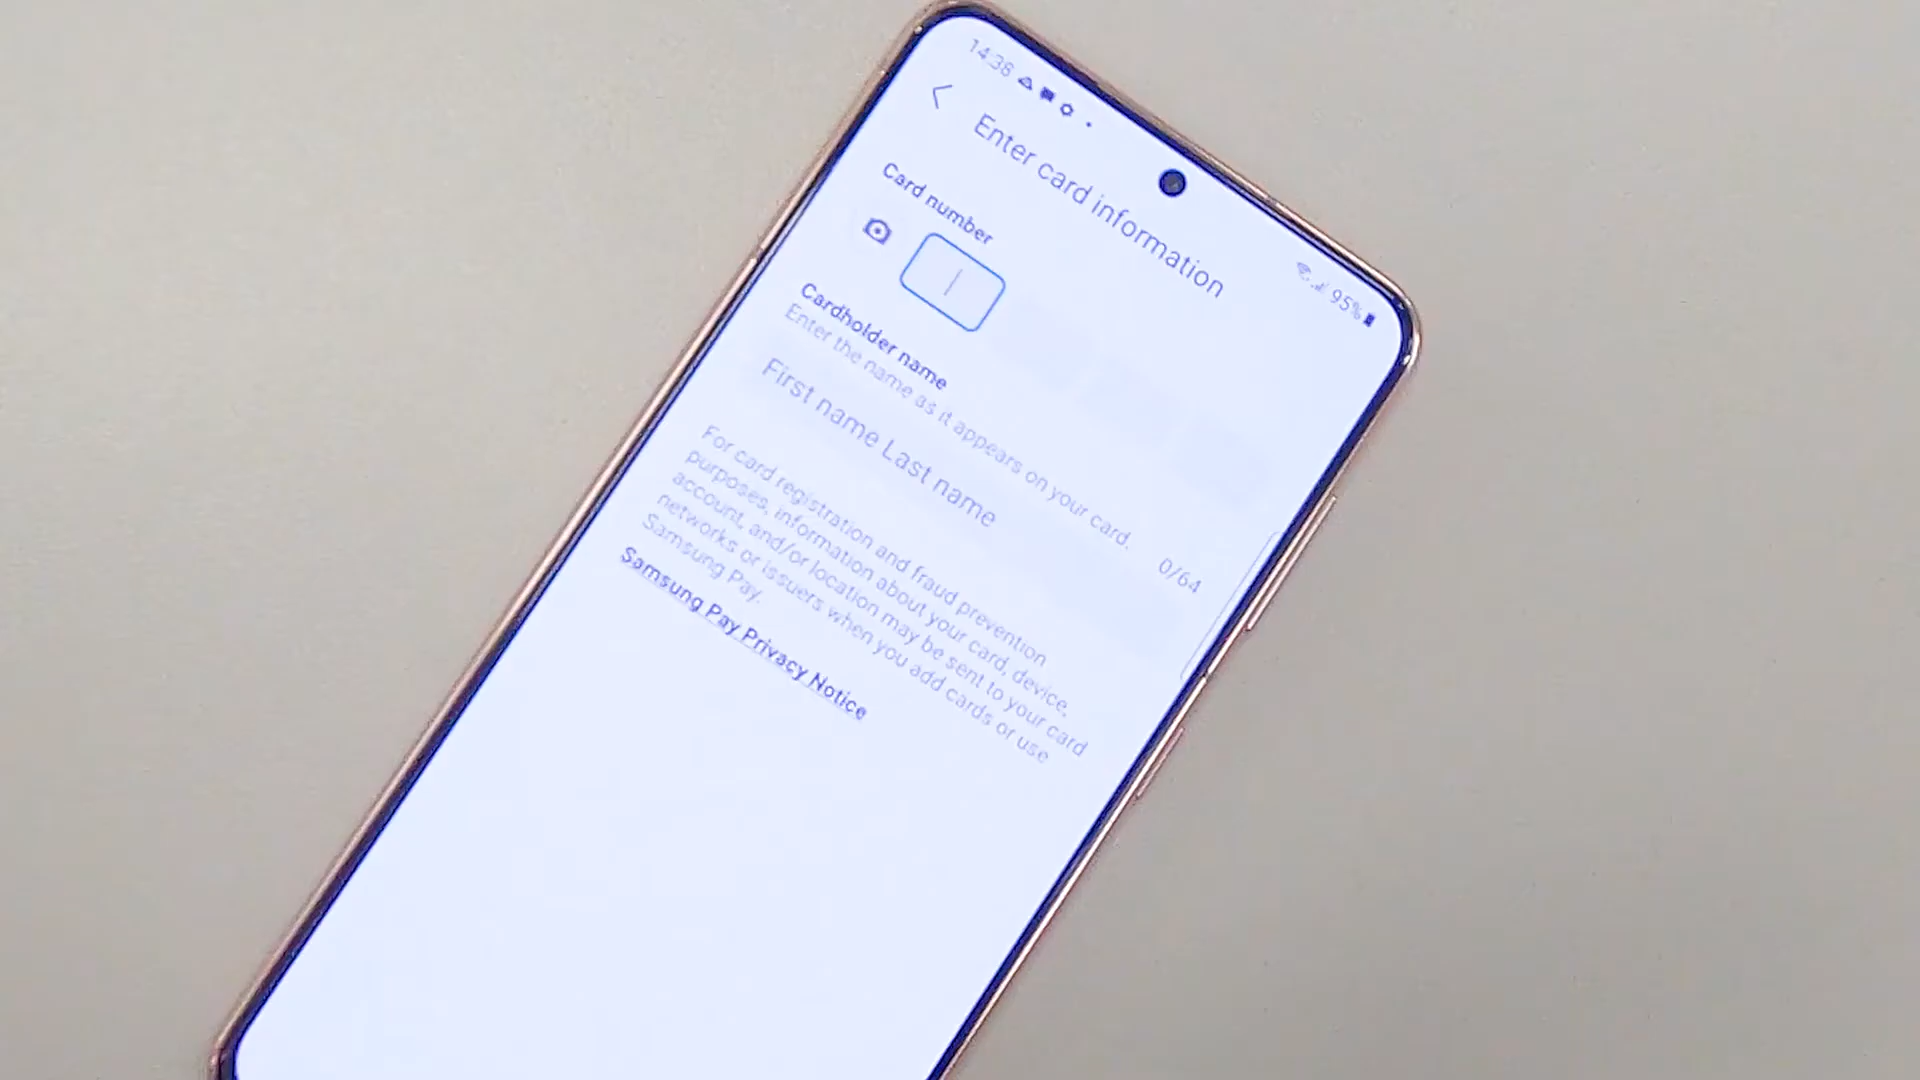 14:38
95%
Enter card information
Card number
Cardholder name
Enter the name as it appears on your card.
First name Last name
0/64
For card registration and fraud prevention
purposes, information about your card, device,
account, and/or location may be sent to your card
networks or issuers when you add cards or use
Samsung Pay.
Samsung Pay Privacy Notice